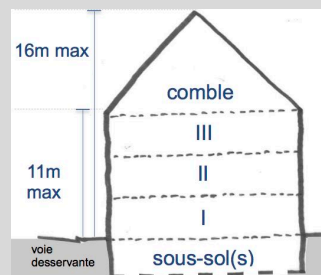 16m max
comble
III
11m
max
II
I
voie
desservante
sous-sol(s)